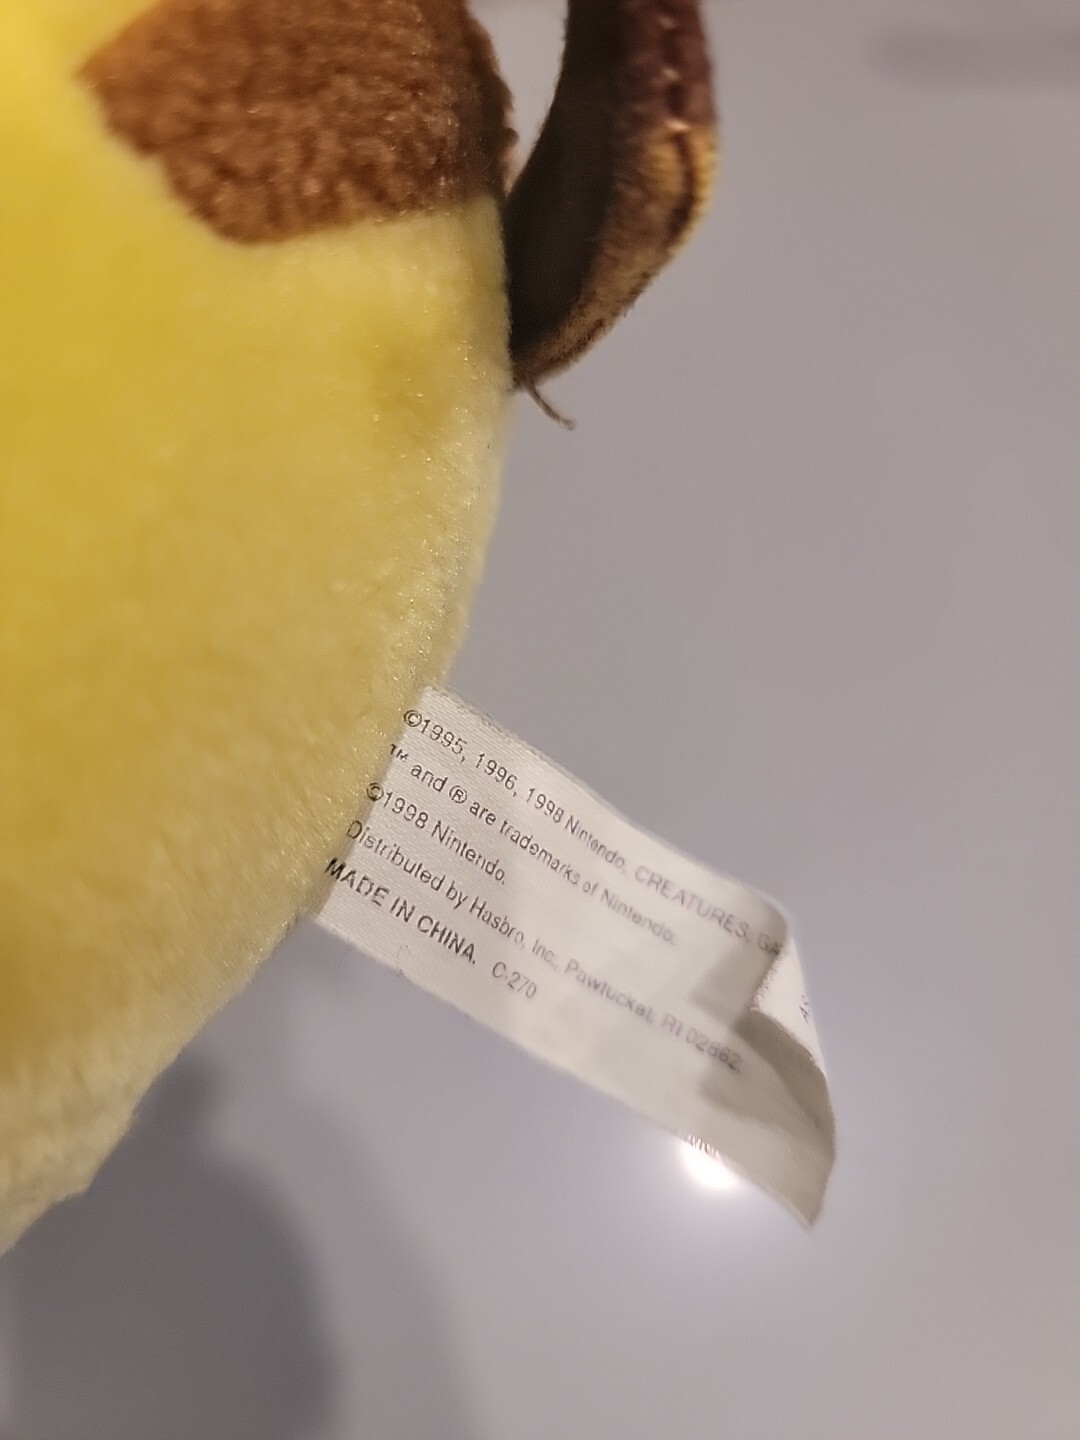 ©1995, 1996, 1998 Nintendo, CREATURES, GA
™ and ® are trademarks of Nintendo.
©1998 Nintendo.
Distributed by Hasbro, Inc., Pawtucket, RI 02862
MADE IN CHINA. C-270